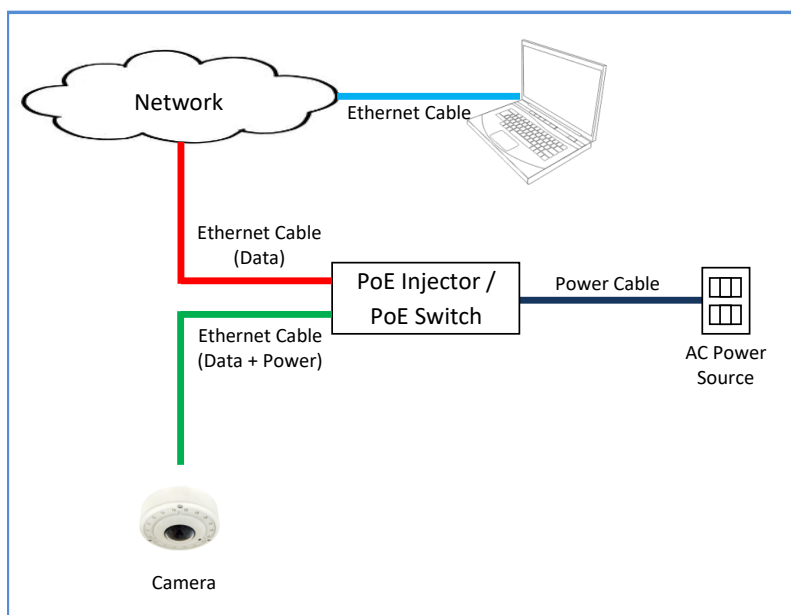 Network
Ethernet Cable
Ethernet Cable
(Data)
PoE Injector /
PoE Switch
Power Cable
Ethernet Cable
(Data + Power)
AC Power
Source
Camera